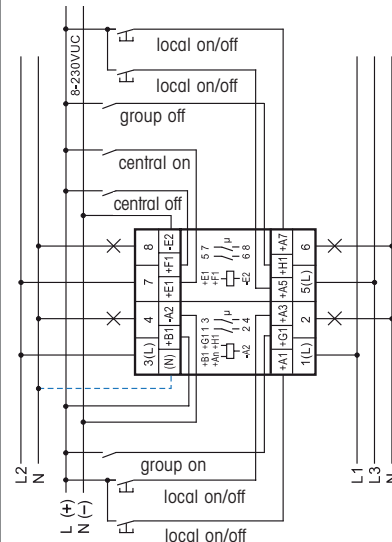 local on/off
8-230VUC
local on/off
group off
central on
central off
8
-E2
+F1
7
+E1
4
-A2
+B1
3(L)
(N)
5 7
µ
6 8
+E1
+F1
-E2
+B1 +G1 1 3
µ
+An +H1
2 4
-A2
+A7
6
+H1
+A5
5(L)
+A3
2
+G1
+A1
1(L)
group on
local on/off
local on/off
L2
N
L (+)
N (−)
L1
L3
N